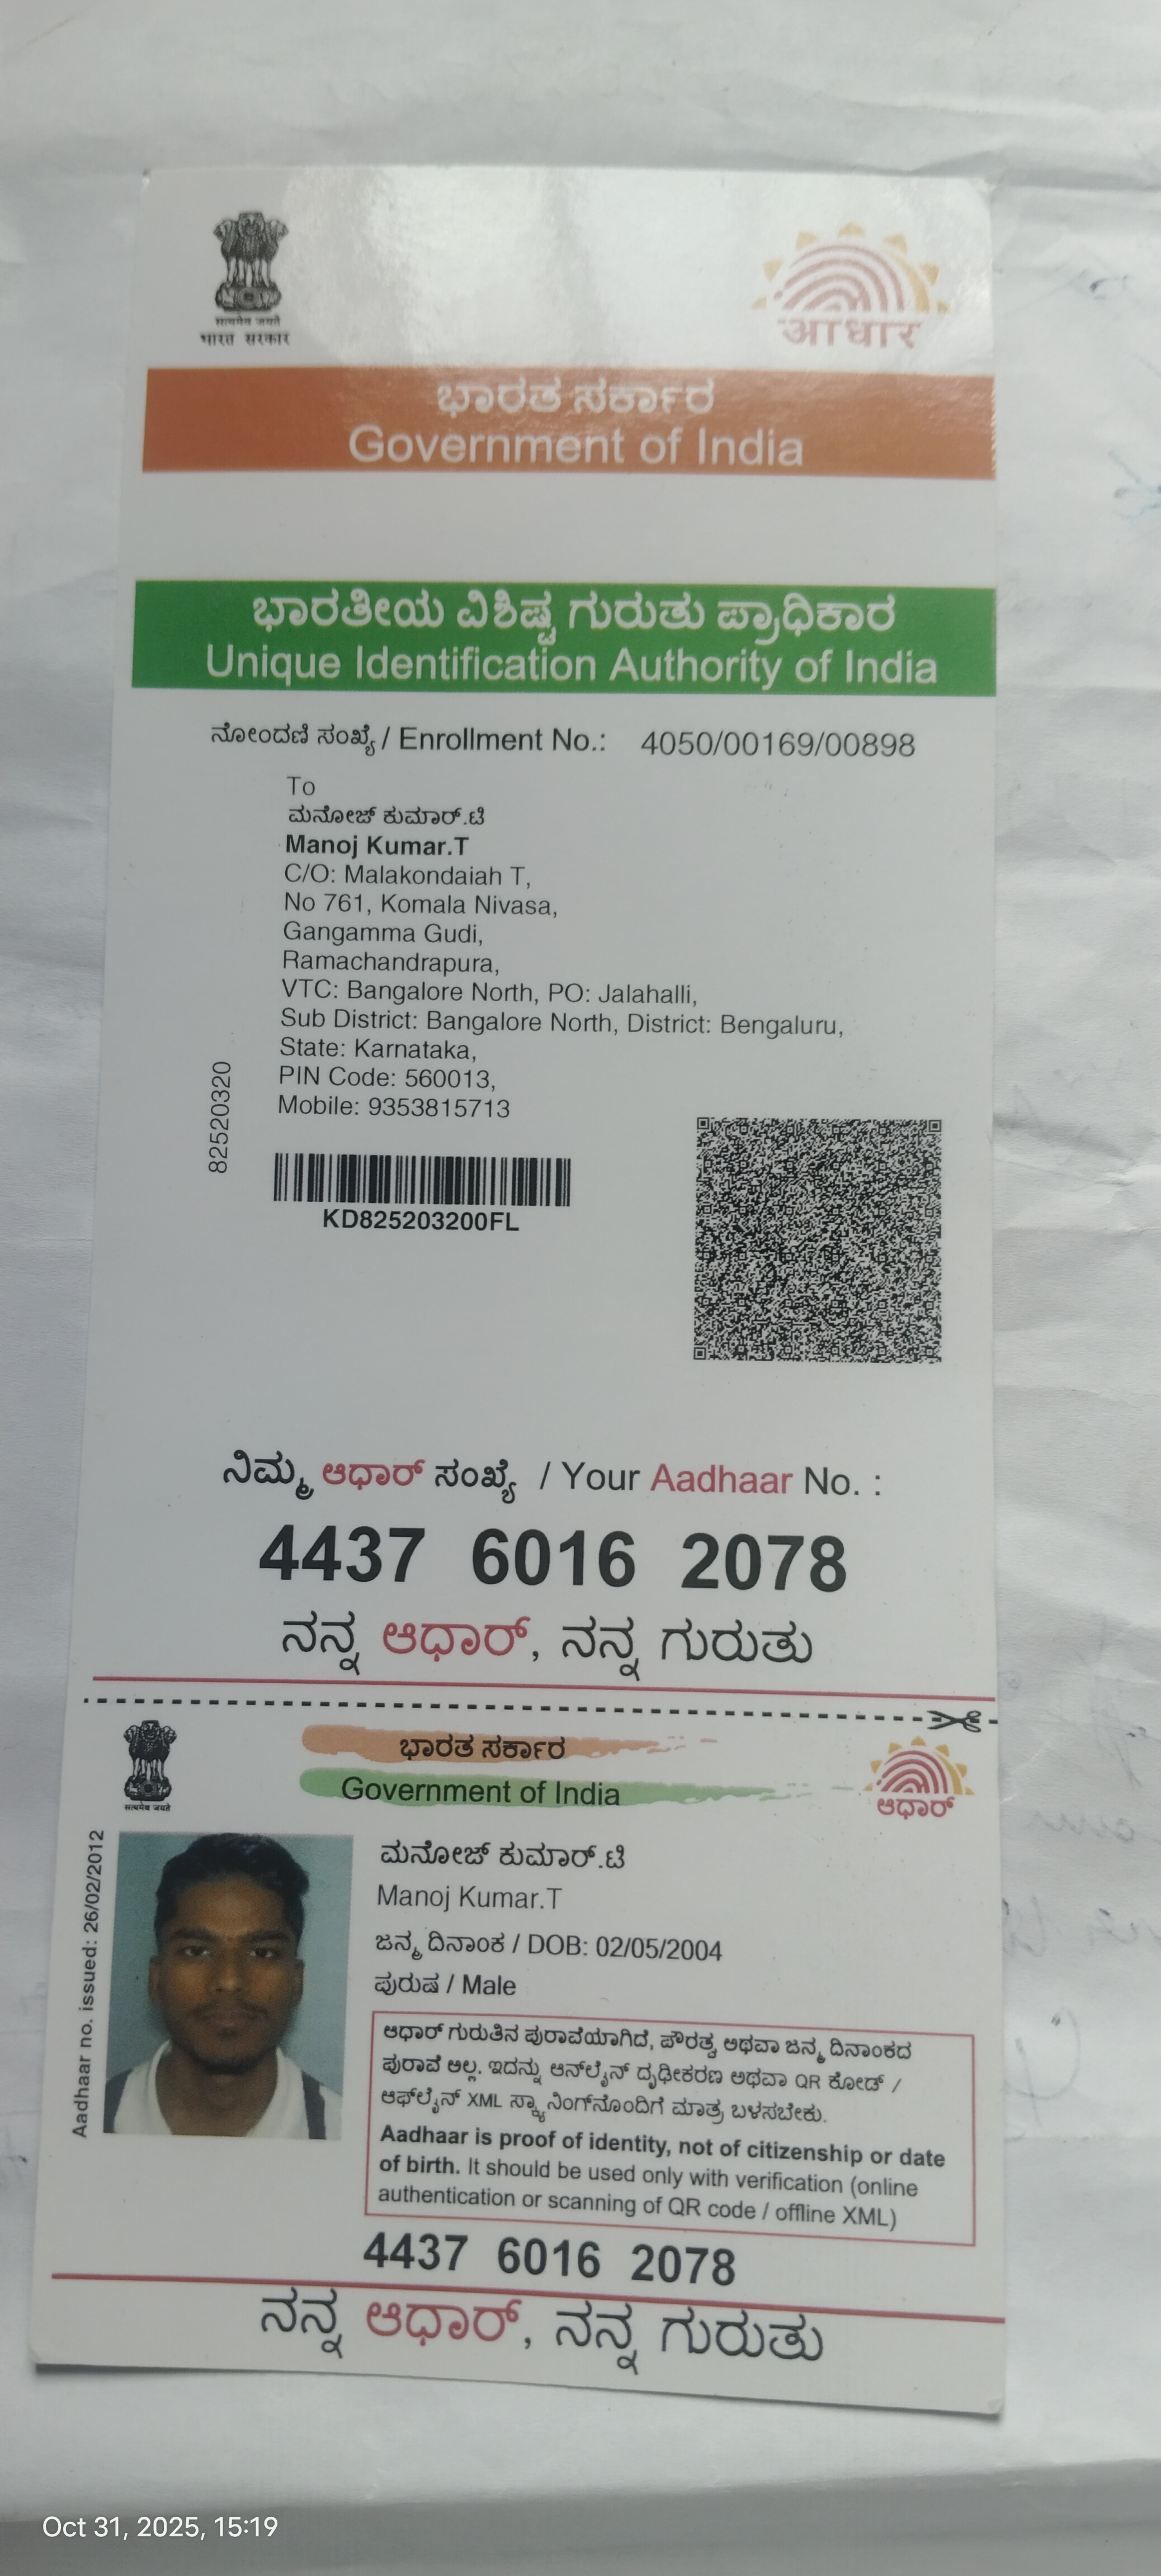 सत्यमेव जयते
भारत सरकार
आधार
ಭಾರತ ಸರ್ಕಾರ
Government of India
ಭಾರತೀಯ ವಿಶಿಷ್ಟ ಗುರುತು ಪ್ರಾಧಿಕಾರ
Unique Identification Authority of India
ನೋಂದಣಿ ಸಂಖ್ಯೆ / Enrollment No.: 4050/00169/00898
To
ಮನೋಜ್ ಕುಮಾರ್.ಟಿ
Manoj Kumar.T
C/O: Malakondaiah T,
No 761, Komala Nivasa,
Gangamma Gudi,
Ramachandrapura,
VTC: Bangalore North, PO: Jalahalli,
Sub District: Bangalore North, District: Bengaluru,
State: Karnataka,
PIN Code: 560013,
Mobile: 9353815713
82520320
KD825203200FL
ನಿಮ್ಮ ಆಧಾರ್ ಸಂಖ್ಯೆ / Your Aadhaar No. :
4437 6016 2078
ನನ್ನ ಆಧಾರ್, ನನ್ನ ಗುರುತು
सत्यमेव जयते
ಭಾರತ ಸರ್ಕಾರ
Government of India
ಆಧಾರ್
Aadhaar no. issued: 26/02/2012
ಮನೋಜ್ ಕುಮಾರ್.ಟಿ
Manoj Kumar.T
ಜನ್ಮ ದಿನಾಂಕ / DOB: 02/05/2004
ಪುರುಷ / Male
ಆಧಾರ್ ಗುರುತಿನ ಪುರಾವೆಯಾಗಿದೆ, ಪೌರತ್ವ ಅಥವಾ ಜನ್ಮ ದಿನಾಂಕದ
ಪುರಾವೆ ಅಲ್ಲ. ಇದನ್ನು ಆನ್‌ಲೈನ್ ದೃಢೀಕರಣ ಅಥವಾ QR ಕೋಡ್ /
ಆಫ್‌ಲೈನ್ XML ಸ್ಕ್ಯಾನಿಂಗ್‌ನೊಂದಿಗೆ ಮಾತ್ರ ಬಳಸಬೇಕು.
Aadhaar is proof of identity, not of citizenship or date
of birth. It should be used only with verification (online
authentication or scanning of QR code / offline XML)
4437 6016 2078
ನನ್ನ ಆಧಾರ್, ನನ್ನ ಗುರುತು
Oct 31, 2025, 15:19